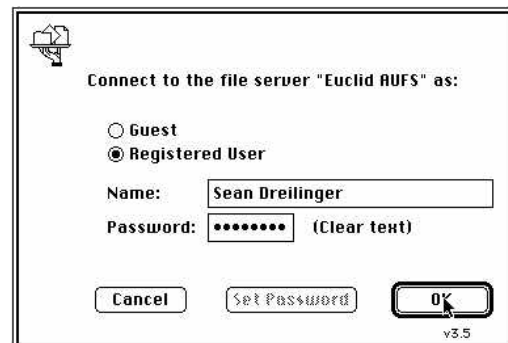 Connect to the file server "Euclid AUFS" as:
Guest
Registered User
Name: Sean Dreilinger
Password: •••••••• (Clear text)
Cancel Set Password OK
v3.5